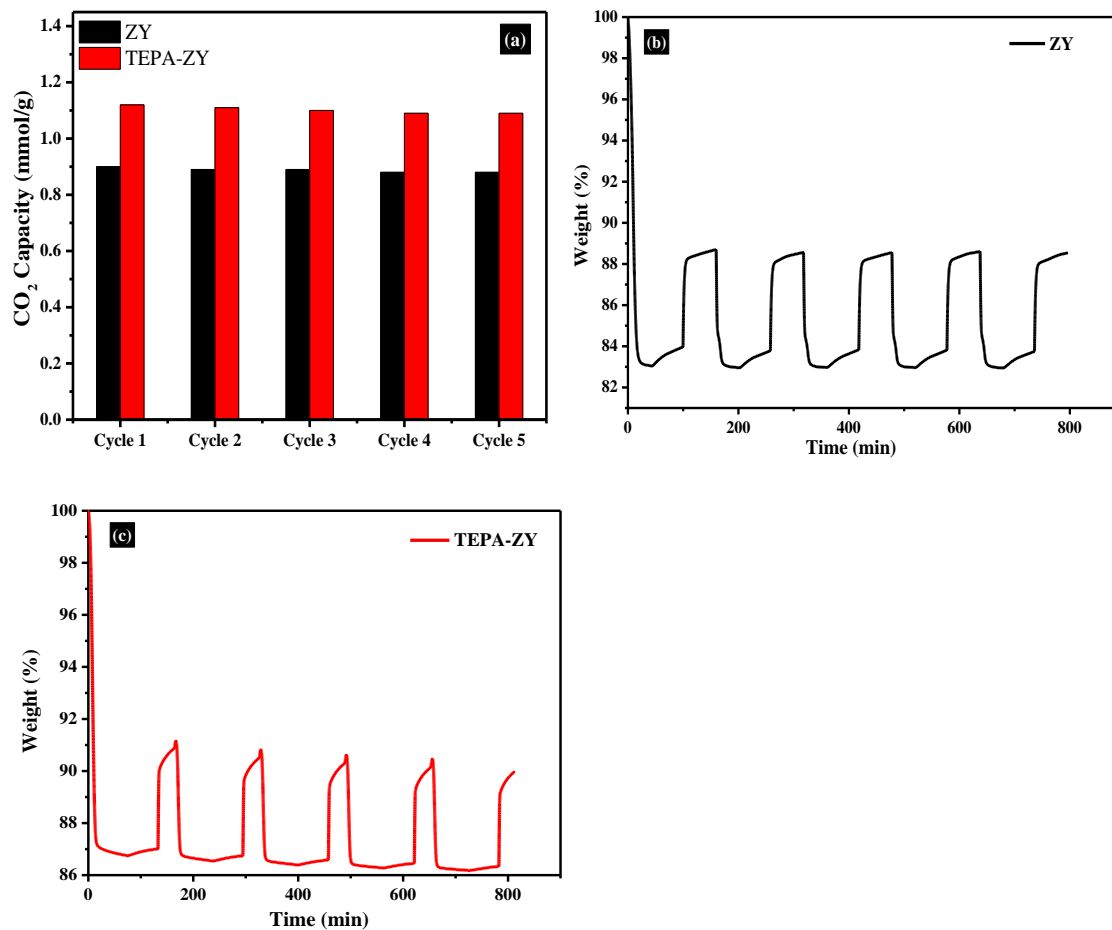 ZY
TEPA-ZY
(a)
1.4
1.2
1.0
0.8
0.6
0.4
0.2
0.0
CO2 Capacity (mmol/g)
Cycle 1 Cycle 2 Cycle 3 Cycle 4 Cycle 5
(b)
ZY
100
98
96
94
92
90
88
86
84
82
Weight (%)
0 200 400 600 800
Time (min)
(c)
TEPA-ZY
100
98
96
94
92
90
88
86
Weight (%)
0 200 400 600 800
Time (min)